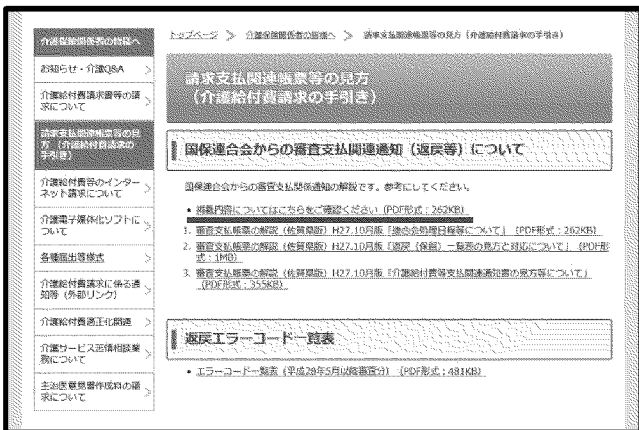 介護保険関係者の皆様へ
トップページ ＞ 介護保険関係者の皆様へ ＞ 請求支払関連帳票等の見方（介護給付費請求の手引き）
お知らせ・介護Q&A ＞
介護給付費請求書等の請
求について ＞
請求支払関連帳票等の見
方（介護給付費請求の
手引き）
介護給付費等のインター
ネット請求について ＞
介護電子媒体化ソフトに
ついて ＞
各種届出等様式 ＞
介護給付費請求に係る通
知等（外部リンク） ＞
介護給付費適正化関連 ＞
介護サービス苦情相談業
務について ＞
主治医意見書作成料の請
求について ＞
請求支払関連帳票等の見方
（介護給付費請求の手引き）
国保連合会からの審査支払関連通知（返戻等）について
国保連合会からの審査支払関係通知の解説です。参考にしてください。
• 掲載内容についてはこちらをご確認ください（PDF形式：262KB）
1. 審査支払帳票の解説（佐賀県版）H27.10月版「連合会処理日程等について」（PDF形式：262KB）
2. 審査支払帳票の解説（佐賀県版）H27.10月版「返戻（保留）一覧表の見方と対応について」（PDF形
式：1MB）
3. 審査支払帳票の解説（佐賀県版）H27.10月版「介護給付費等支払関連通知書の見方等について」
（PDF形式：355KB）
返戻エラーコード一覧表
• エラーコード一覧表（平成28年5月以降審査分）（PDF形式：481KB）